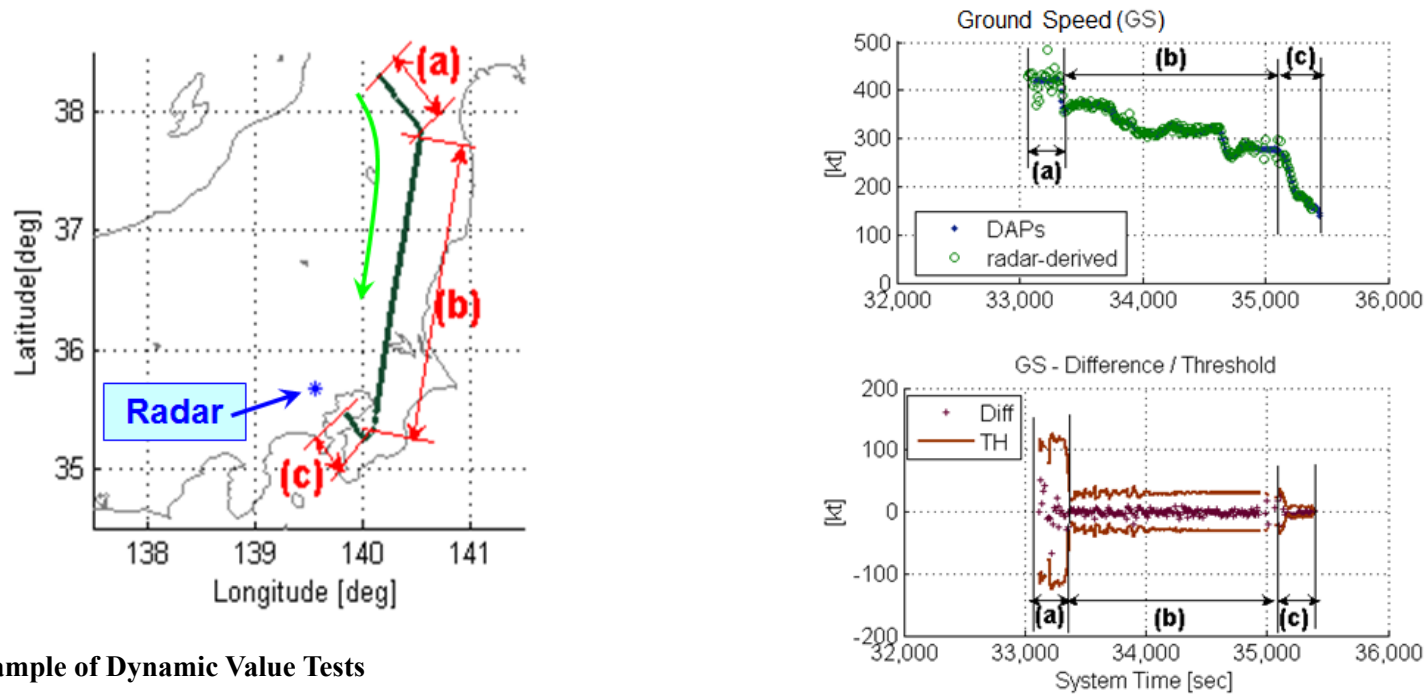 38
37
36
35
Latitude[deg]
138
139
140
141
Longitude [deg]
(a)
(b)
(c)
Radar
ample of Dynamic Value Tests
Ground Speed (GS)
500
400
300
200
100
0
[kt]
(a)
(b)
(c)
DAPs
radar-derived
32,000 33,000 34,000 35,000 36,000
GS - Difference / Threshold
200
100
0
-100
-200
[kt]
Diff
TH
(a)
(b)
(c)
32,000 33,000 34,000 35,000 36,000
System Time [sec]